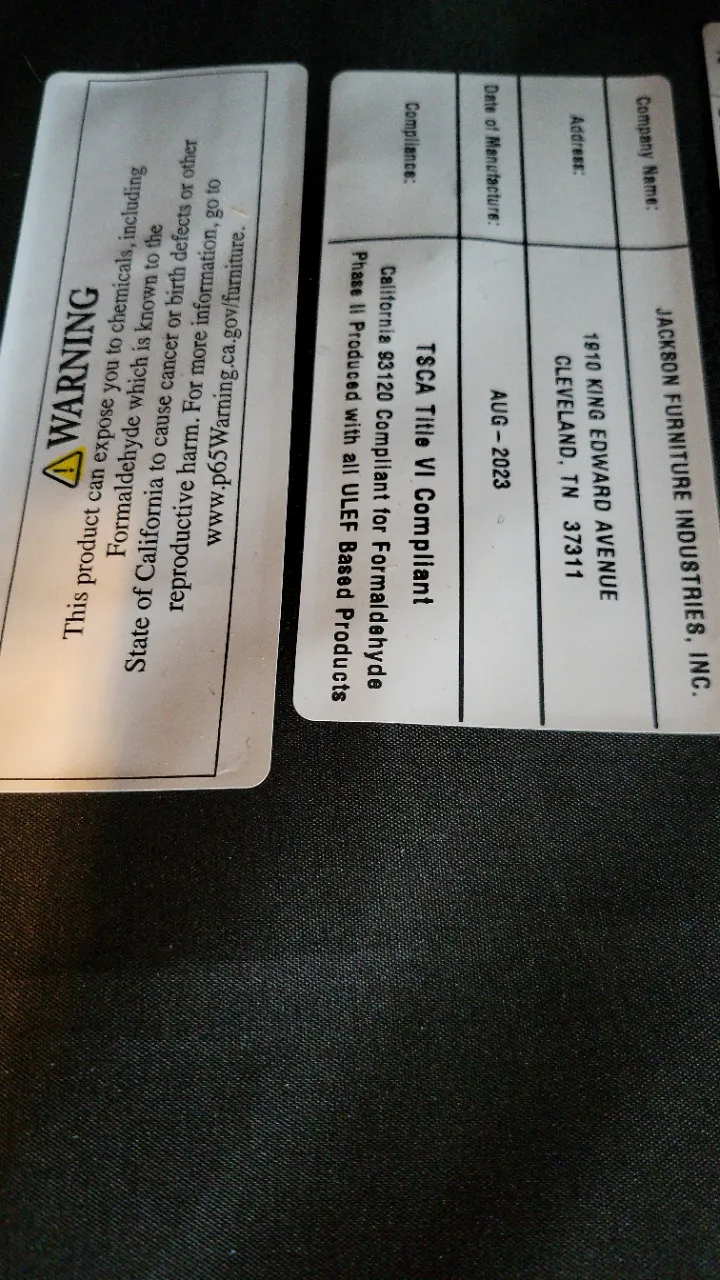 WARNING
This product can expose you to chemicals, including
Formaldehyde which is known to the
State of California to cause cancer or birth defects or other
reproductive harm. For more information, go to
www.p65Warning.ca.gov/furniture.
Company Name: JACKSON FURNITURE INDUSTRIES, INC.
Address: 1910 KING EDWARD AVENUE
CLEVELAND, TN 37311
Date of Manufacture: AUG – 2023
Compliance: TSCA Title VI Compliant
California 93120 Compliant for Formaldehyde
Phase II Produced with all ULEF Based Products